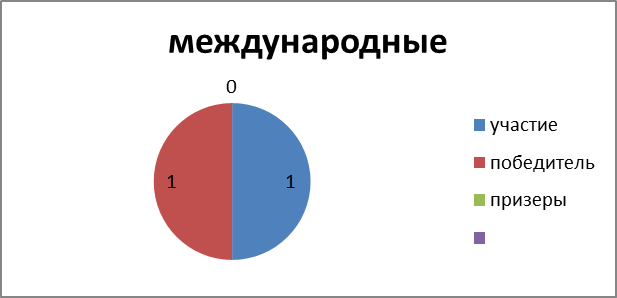 международные
0
1
1
участие
победитель
призеры